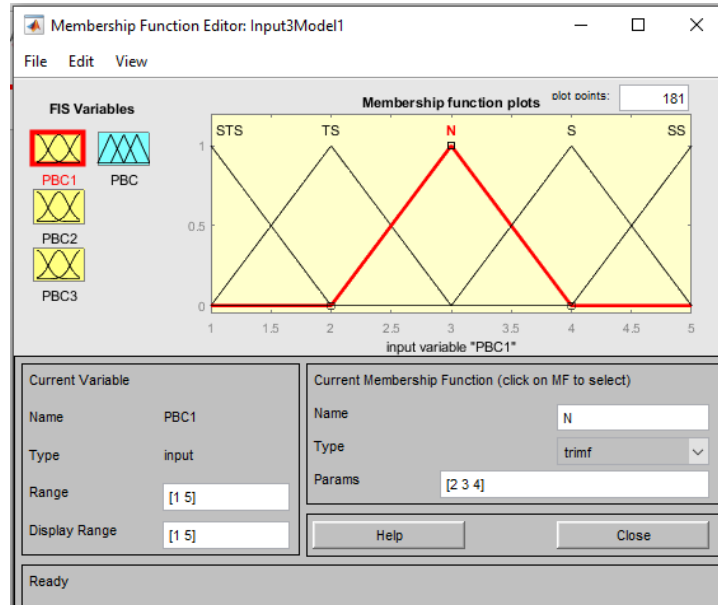 Membership Function Editor: Input3Model1
File Edit View
FIS Variables
PBC1 PBC
PBC2
PBC3
Membership function plots plot points: 181
STS TS N S SS
1
0.5
0
1 1.5 2 2.5 3 3.5 4 4.5 5
input variable "PBC1"
Current Variable
Name PBC1
Type input
Range [1 5]
Display Range [1 5]
Current Membership Function (click on MF to select)
Name N
Type trimf
Params [2 3 4]
Help Close
Ready